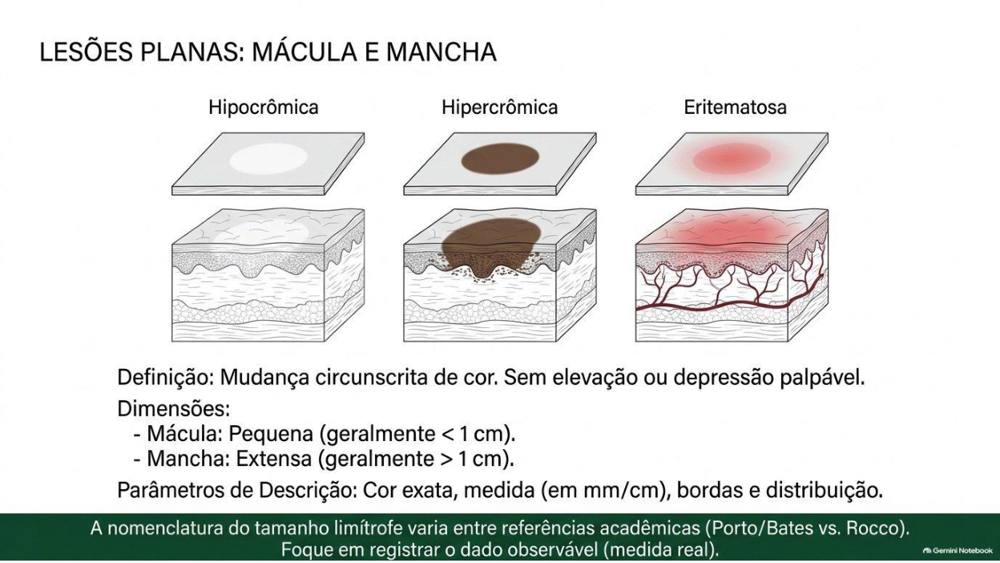 LESÕES PLANAS: MÁCULA E MANCHA
Hipocrômica
Hipercrômica
Eritematosa
Definição: Mudança circunscrita de cor. Sem elevação ou depressão palpável.
Dimensões:
- Mácula: Pequena (geralmente < 1 cm).
- Mancha: Extensa (geralmente > 1 cm).
Parâmetros de Descrição: Cor exata, medida (em mm/cm), bordas e distribuição.
A nomenclatura do tamanho limítrofe varia entre referências acadêmicas (Porto/Bates vs. Rocco).
Foque em registrar o dado observável (medida real).
Gemini Notebook